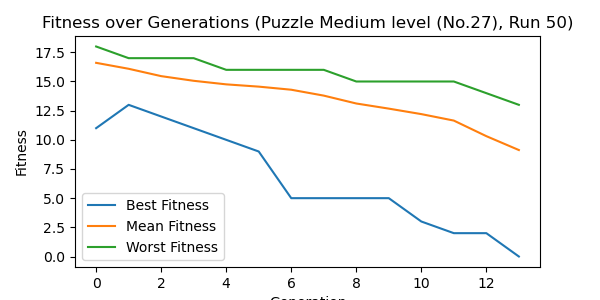 Fitness over Generations (Puzzle Medium level (No.27), Run 50)
17.5
15.0
12.5
10.0
7.5
5.0
2.5
0.0
Fitness
Best Fitness
Mean Fitness
Worst Fitness
0 2 4 6 8 10 12
Generation